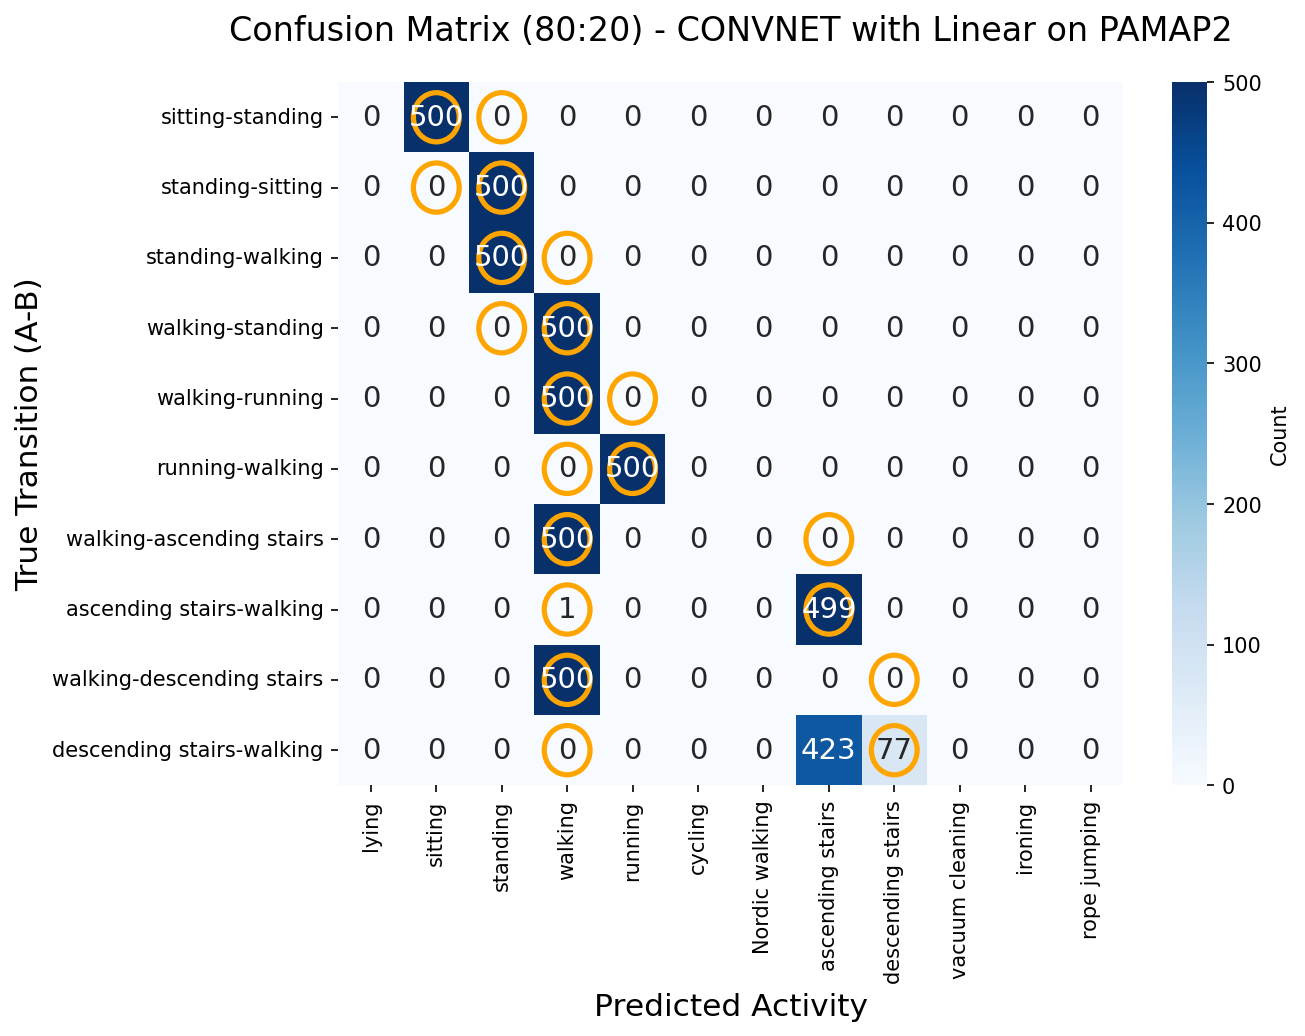 Confusion Matrix (80:20) - CONVNET with Linear on PAMAP2
True Transition (A-B)
sitting-standing 0 500 0 0 0 0 0 0 0 0 0 0
standing-sitting 0 0 500 0 0 0 0 0 0 0 0 0
standing-walking 0 0 500 0 0 0 0 0 0 0 0 0
walking-standing 0 0 0 500 0 0 0 0 0 0 0 0
walking-running 0 0 0 500 0 0 0 0 0 0 0 0
running-walking 0 0 0 0 500 0 0 0 0 0 0 0
walking-ascending stairs 0 0 0 500 0 0 0 0 0 0 0 0
ascending stairs-walking 0 0 0 1 0 0 0 499 0 0 0 0
walking-descending stairs 0 0 0 500 0 0 0 0 0 0 0 0
descending stairs-walking 0 0 0 0 0 0 0 423 77 0 0 0
lying
sitting
standing
walking
running
cycling
Nordic walking
ascending stairs
descending stairs
vacuum cleaning
ironing
rope jumping
Predicted Activity
500
400
300
200
100
0
Count